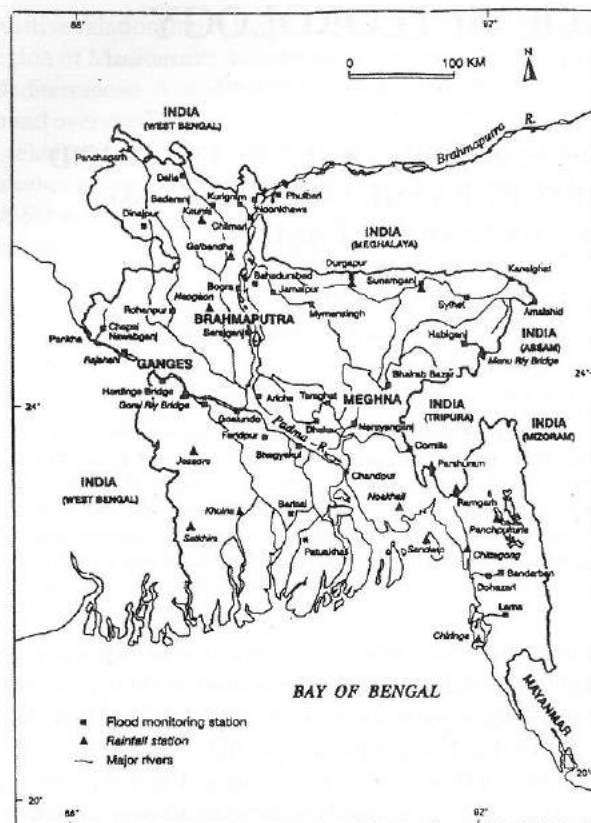 88°
92°
0 100 KM
N
INDIA
(WEST BENGAL)
Brahmaputra R.
Panchagarh
Dalia
Badarganj
Kaunia
Kurigram
Noonkhawa
Phulbari
Dinajpur
Chilmari
Gaibandha
INDIA
(MEGHALAYA)
Durgapur
Kanaighat
Bahadurabad
Bogra
Jamalpur
Sunamganj
Sylhet
Amalshid
Naogaon
Rohanpur
Mymensingh
BRAHMAPUTRA
Chapai
Nawabganj
Pankha
Serajganj
Habiganj
INDIA
(ASSAM)
Rajshahi
Manu Rly Bridge
GANGES
Bhairab Bazar
24°
24°
Hardinge Bridge
Gorai Rly Bridge
Aricha
Taraghat
MEGHNA
INDIA
(TRIPURA)
INDIA
(MIZORAM)
Goalundo
Dhaka
Narayanganj
Faridpur
Padma R.
Comilla
Bhagyakul
Parshuram
Jessore
Chandpur
INDIA
(WEST BENGAL)
Ramgarh
Khulna
Noakhali
Panchpukuria
Barisal
Satkhira
Patuakhali
Sandwip
Chittagong
Bandarban
Dohazari
Lama
Chiringa
BAY OF BENGAL
MAYANMAR
Flood monitoring station
Rainfall station
Major rivers
20°
20°
88°
92°